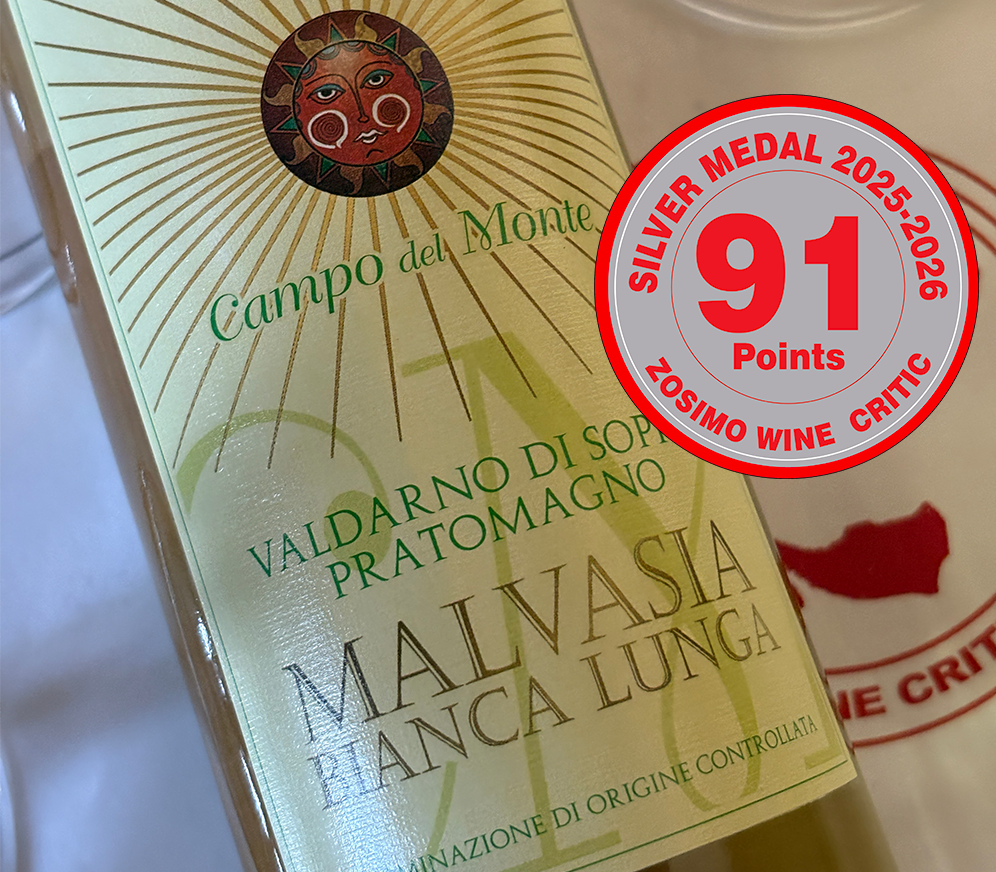 Campo del Monte
VALDARNO DI SOP
PRATOMAGNO
MALVASIA
BIANCA LUNGA
MINAZIONE DI ORIGINE CONTROLLATA
SILVER MEDAL 2025-2026
91
Points
ZOSIMO WINE CRITIC
NE CRIT